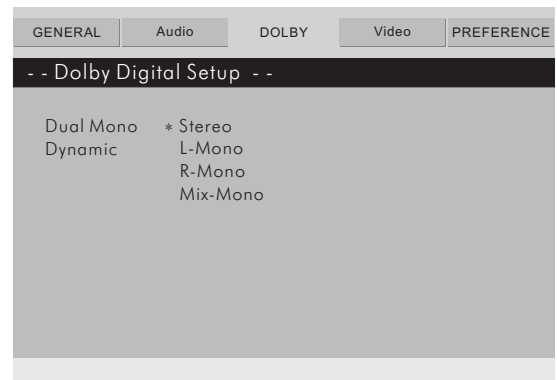 GENERAL Audio DOLBY Video PREFERENCE
- - Dolby Digital Setup - -
Dual Mono * Stereo
Dynamic L-Mono
R-Mono
Mix-Mono